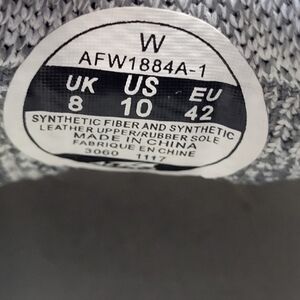 W
AFW1884A-1
UK US EU
8 10 42
SYNTHETIC FIBER AND SYNTHETIC
LEATHER UPPER/RUBBER SOLE
MADE IN CHINA
FABRIQUE EN CHINE
3060 1117